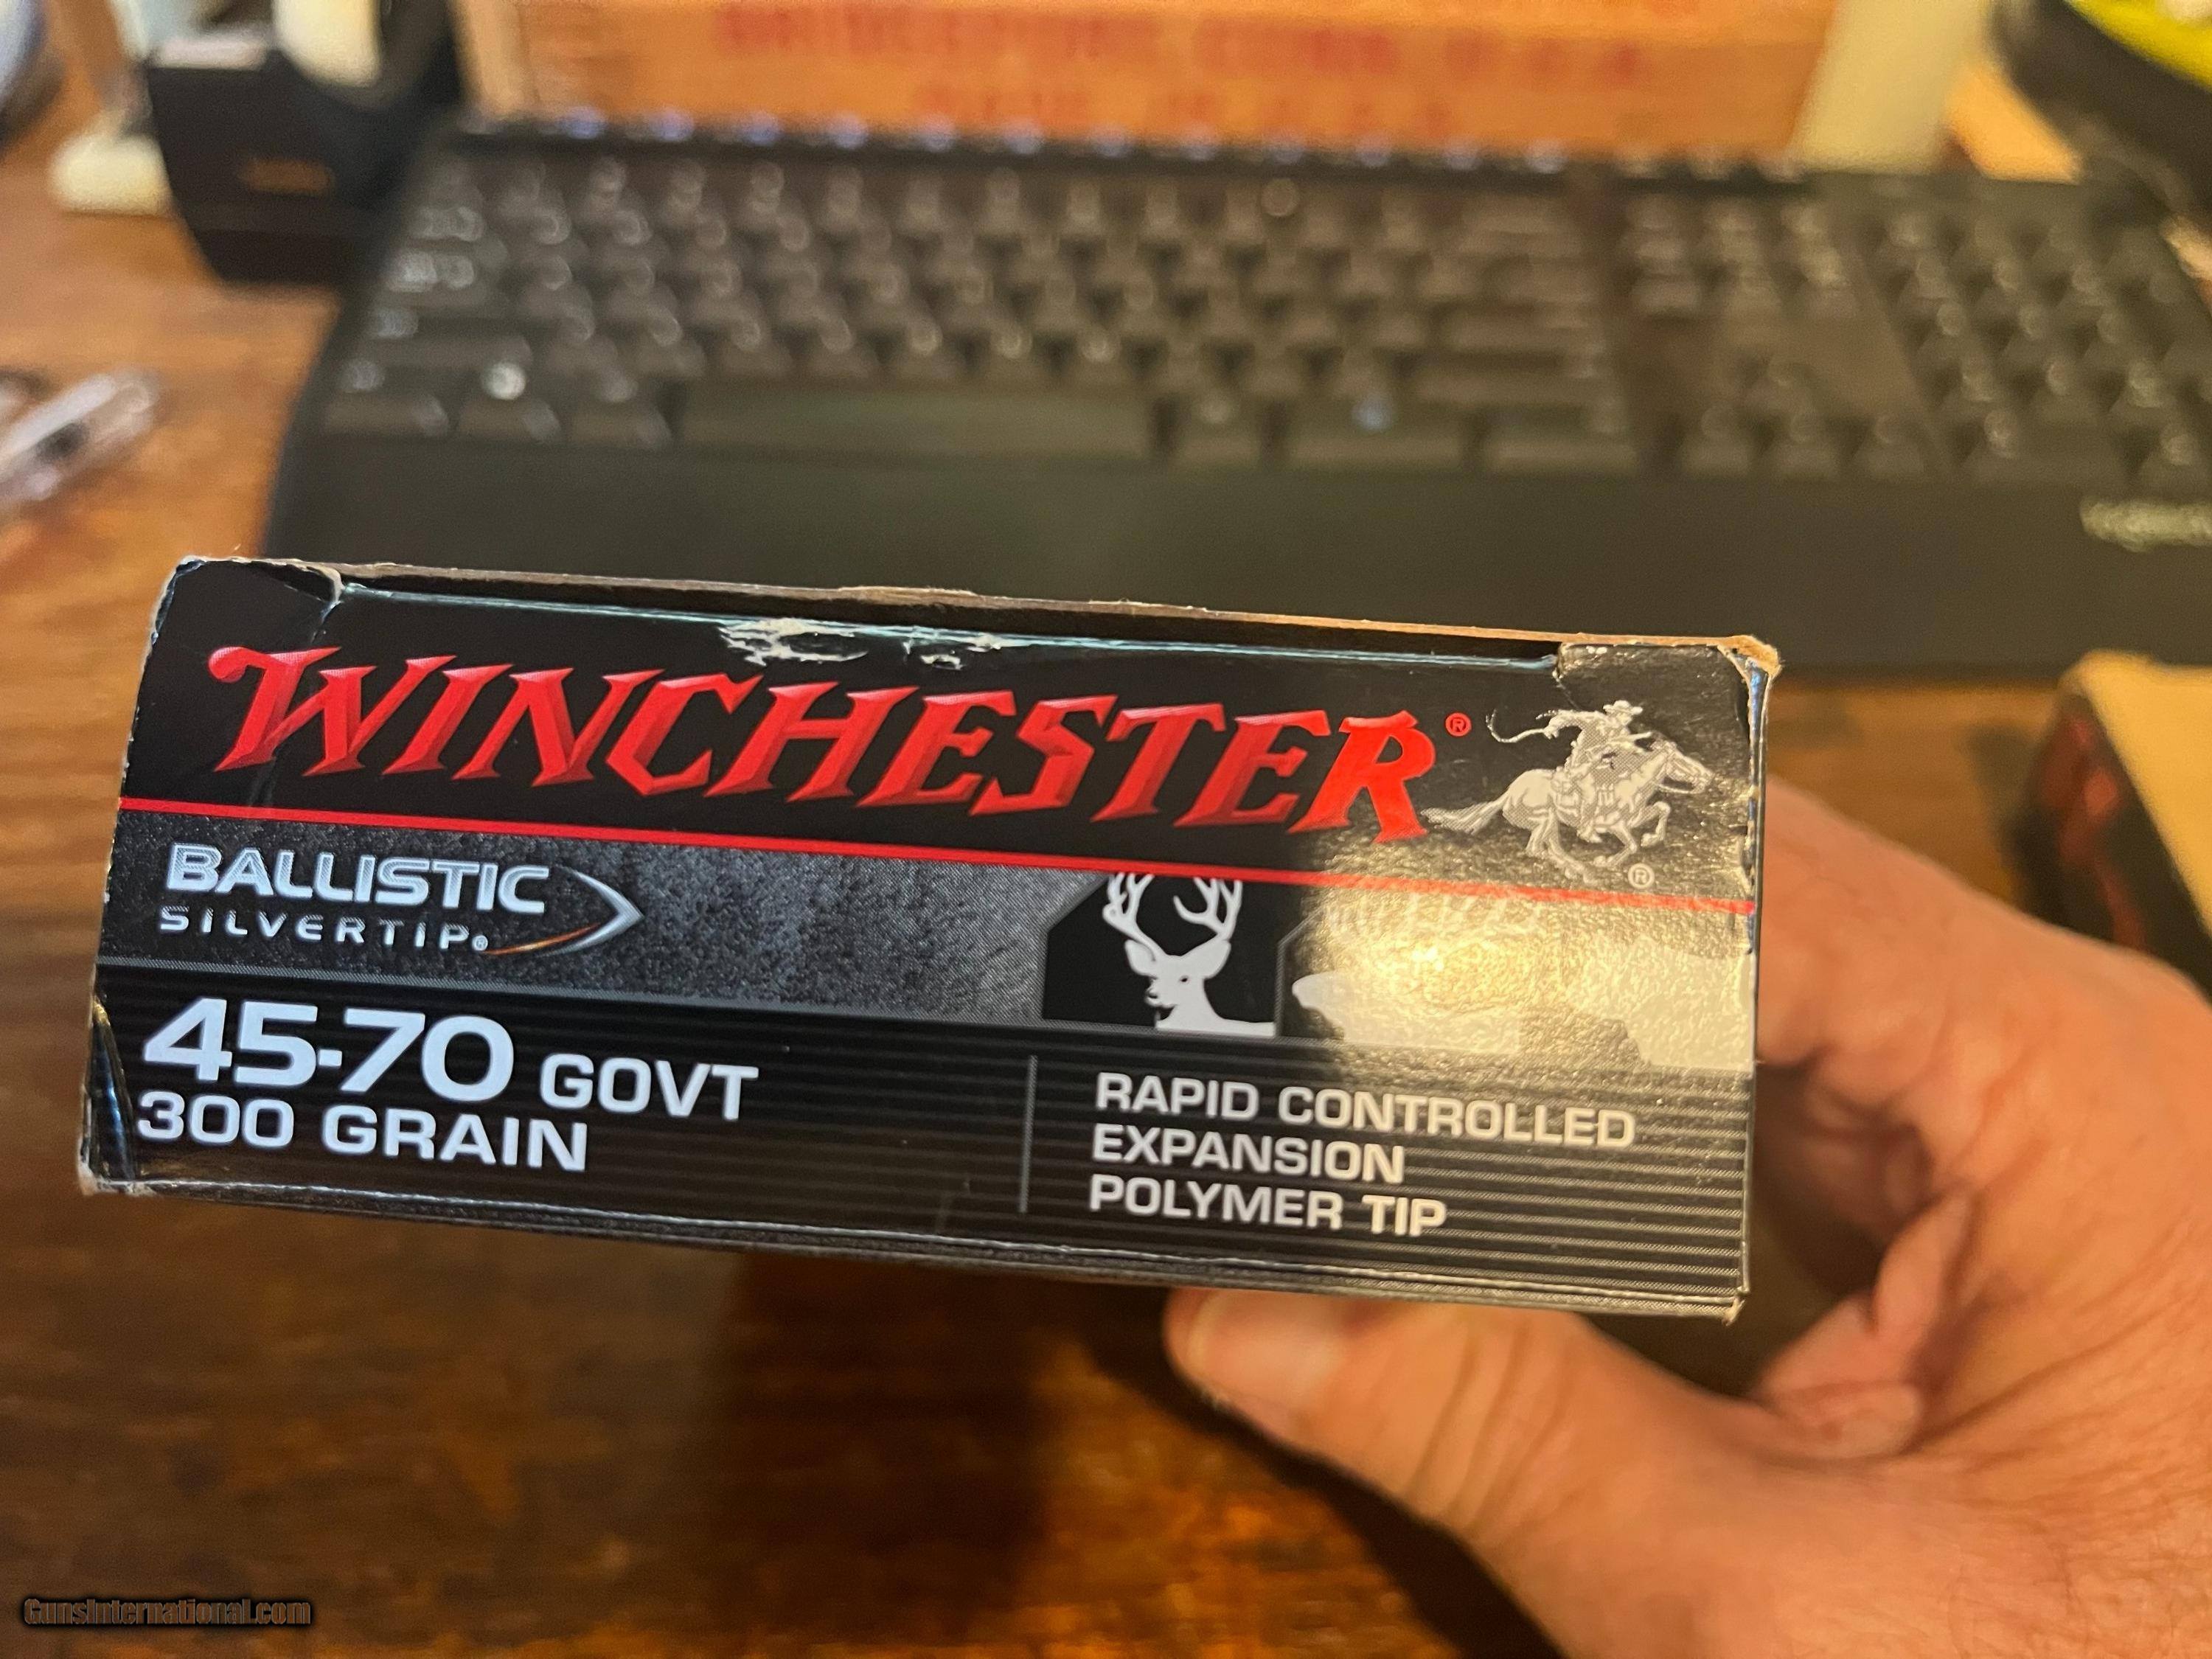 WINCHESTER®
®
BALLISTIC
SILVERTIP®
45-70 GOVT
300 GRAIN
RAPID CONTROLLED
EXPANSION
POLYMER TIP
GunsInternational.com